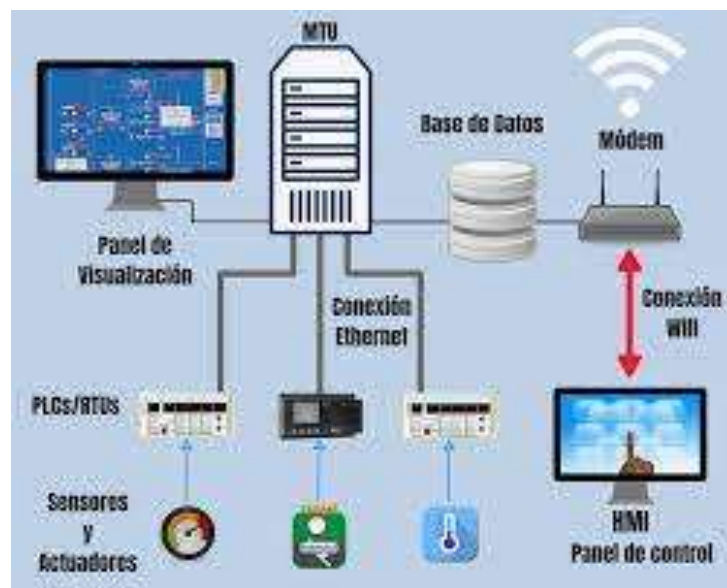 MTU
Base de Datos
Módem
Panel de
Visualización
Conexión
Ethernet
Conexión
Wifi
PLCs/RTUs
Sensores
y
Actuadores
HMI
Panel de control